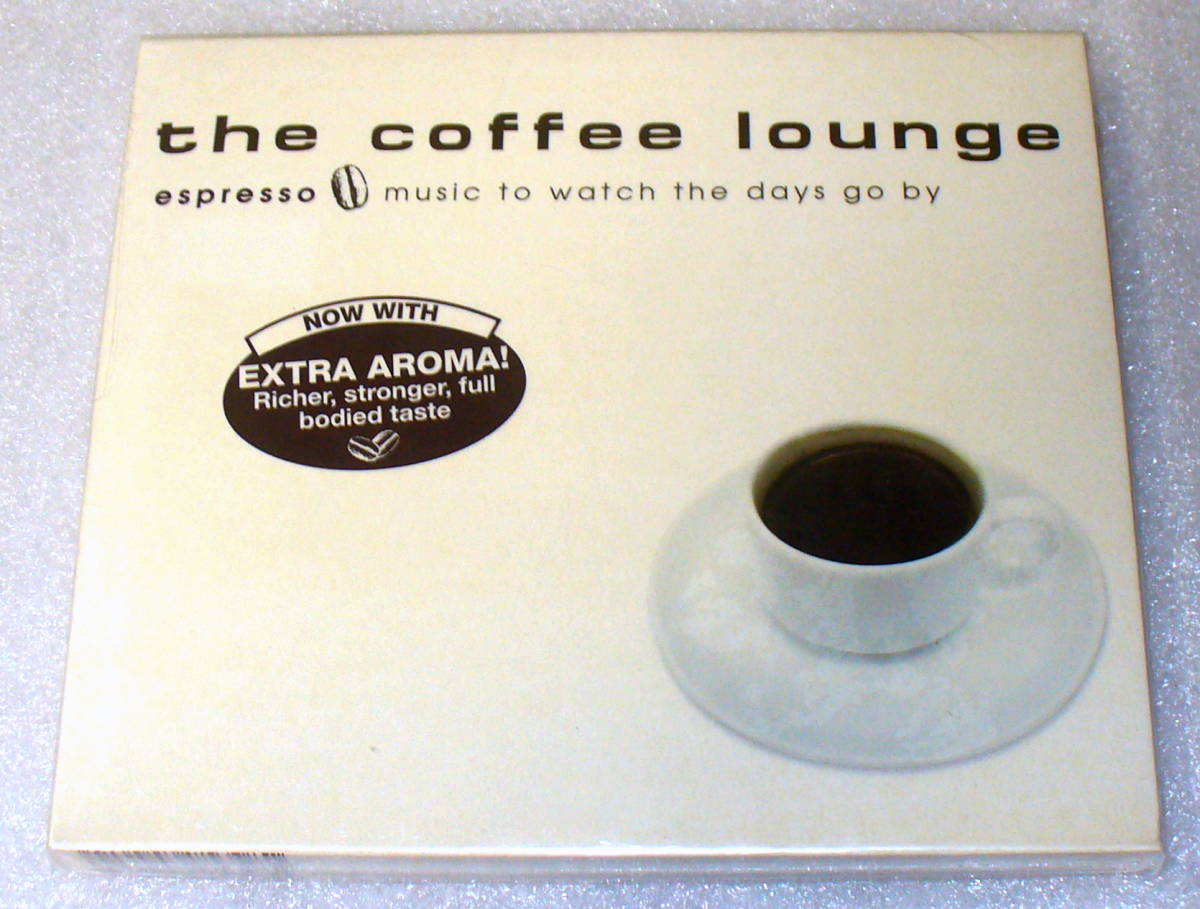 the coffee lounge
espresso music to watch the days go by
NOW WITH
EXTRA AROMA!
Richer, stronger, full
bodied taste